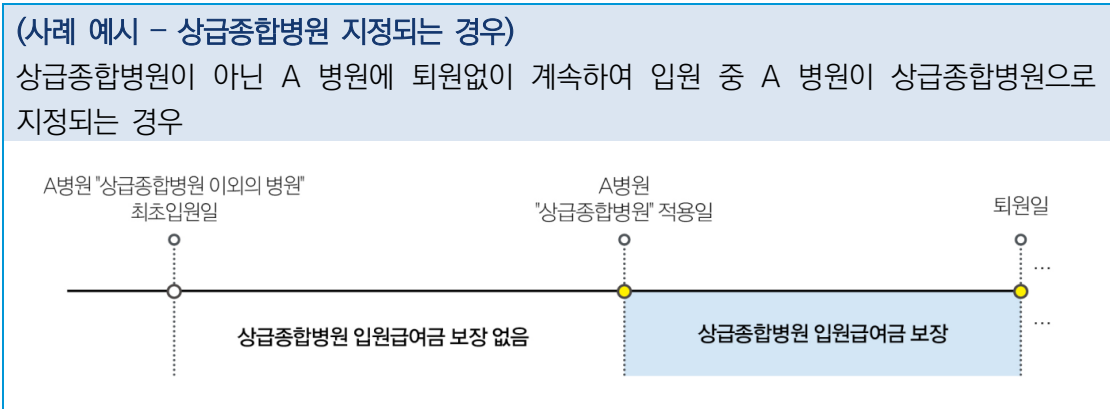 (사례 예시 – 상급종합병원 지정되는 경우)
상급종합병원이 아닌 A 병원에 퇴원없이 계속하여 입원 중 A 병원이 상급종합병원으로
지정되는 경우
A병원 "상급종합병원 이외의 병원"
최초입원일
A병원
"상급종합병원" 적용일
퇴원일
...
상급종합병원 입원급여금 보장 없음
상급종합병원 입원급여금 보장
...